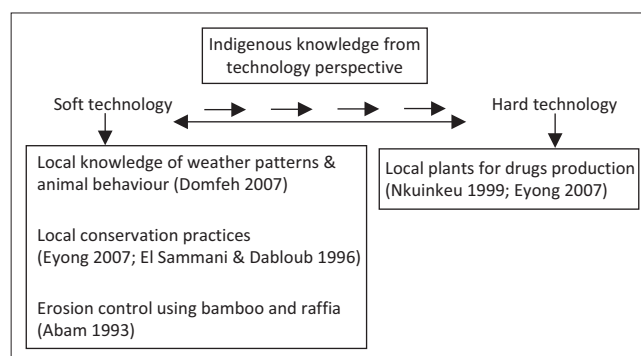 Indigenous knowledge from
technology perspective
Soft technology
Hard technology
Local knowledge of weather patterns &
animal behaviour (Domfeh 2007)
Local conservation practices
(Eyong 2007; El Sammani & Dabloub 1996)
Erosion control using bamboo and raffia
(Abam 1993)
Local plants for drugs production
(Nkuinkeu 1999; Eyong 2007)